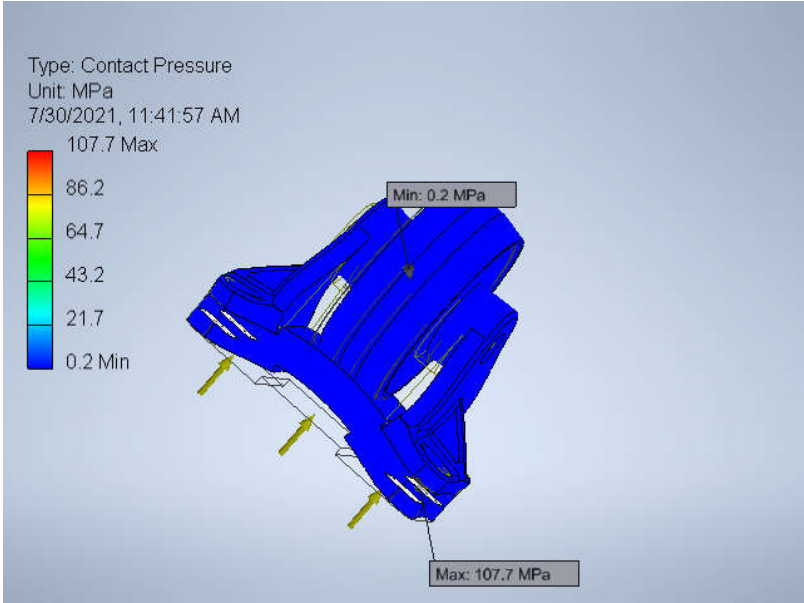 Type: Contact Pressure
Unit: MPa
7/30/2021, 11:41:57 AM
107.7 Max
86.2
64.7
43.2
21.7
0.2 Min
Min: 0.2 MPa
Max: 107.7 MPa